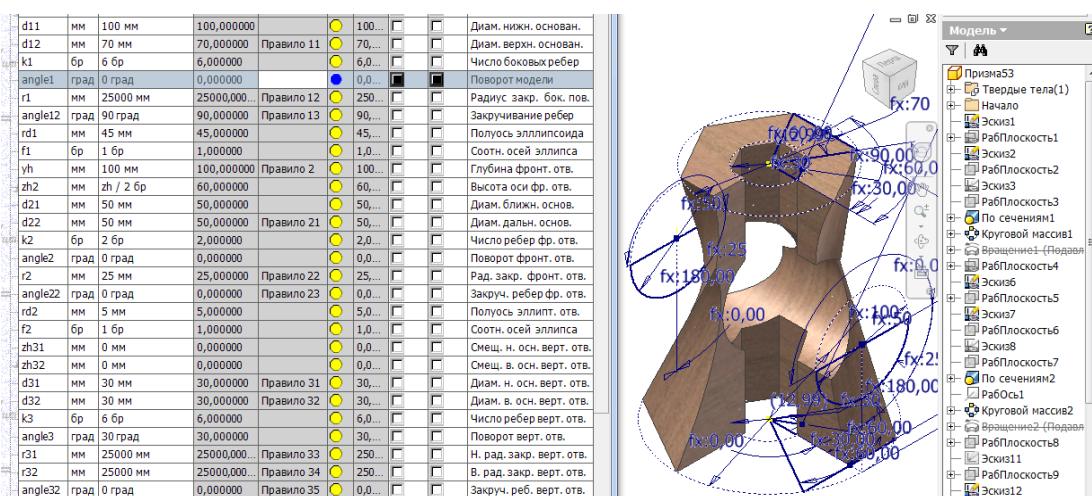 d11 мм 100 мм 100,000000 100... Диам. нижн. основан.
d12 мм 70 мм 70,000000 Правило 11 70,... Диам. верхн. основан.
k1 бр 6 бр 6,000000 6,0... Число боковых ребер
angle1 град 0 град 0,000000 0,0... Поворот модели
r1 мм 25000 мм 25000,000... Правило 12 250... Радиус закр. бок. пов.
angle12 град 90 град 90,000000 Правило 13 90,... Закручивание ребер
rd1 мм 45 мм 45,000000 45,... Полуось элллипсоида
f1 бр 1 бр 1,000000 1,0... Соотн. осей эллипса
yh мм 100 мм 100,000000 Правило 2 100... Глубина фронт. отв.
zh2 мм zh / 2 бр 60,000000 60,... Высота оси фр. отв.
d21 мм 50 мм 50,000000 50,... Диам. ближн. основ.
d22 мм 50 мм 50,000000 Правило 21 50,... Диам. дальн. основ.
k2 бр 2 бр 2,000000 2,0... Число ребер фр. отв.
angle2 град 0 град 0,000000 0,0... Поворот фронт. отв.
r2 мм 25 мм 25,000000 Правило 22 25,... Рад. закр. фронт. отв.
angle22 град 0 град 0,000000 Правило 23 0,0... Закруч. ребер фр. отв.
rd2 мм 5 мм 5,000000 5,0... Полуось эллипт. отв.
f2 бр 1 бр 1,000000 1,0... Соотн. осей эллипса
zh31 мм 0 мм 0,000000 0,0... Смещ. н. осн. верт. отв.
zh32 мм 0 мм 0,000000 0,0... Смещ. в. осн. верт. отв.
d31 мм 30 мм 30,000000 Правило 31 30,... Диам. н. осн. верт. отв.
d32 мм 30 мм 30,000000 Правило 32 30,... Диам. в. осн. верт. отв.
k3 бр 6 бр 6,000000 6,0... Число ребер верт. отв.
angle3 град 30 град 30,000000 30,... Поворот верт. отв.
r31 мм 25000 мм 25000,000... Правило 33 250... Н. рад. закр. верт. отв.
r32 мм 25000 мм 25000,000... Правило 34 250... В. рад. закр. верт. отв.
angle32 град 0 град 0,000000 Правило 35 0,0... Закруч. реб. верт. отв.
fx:70
fx:90,00
fx:60,0
fx:30,00
fx:50
fx:25
fx:180,00
fx:0,00
fx:100
fx:50
fx:25
fx:180,00
(12,99)
fx:0,00
fx:30,00
fx:60,00
Модель
Призма53
Твердые тела(1)
Начало
Эскиз1
РабПлоскость1
Эскиз2
РабПлоскость2
Эскиз3
РабПлоскость3
По сечениям1
Круговой массив1
Вращение1 (Подавл
РабПлоскость4
Эскиз6
РабПлоскость5
Эскиз7
РабПлоскость6
Эскиз8
РабПлоскость7
По сечениям2
РабОсь1
Круговой массив2
Вращение2 (Подавл
РабПлоскость8
Эскиз11
РабПлоскость9
Эскиз12